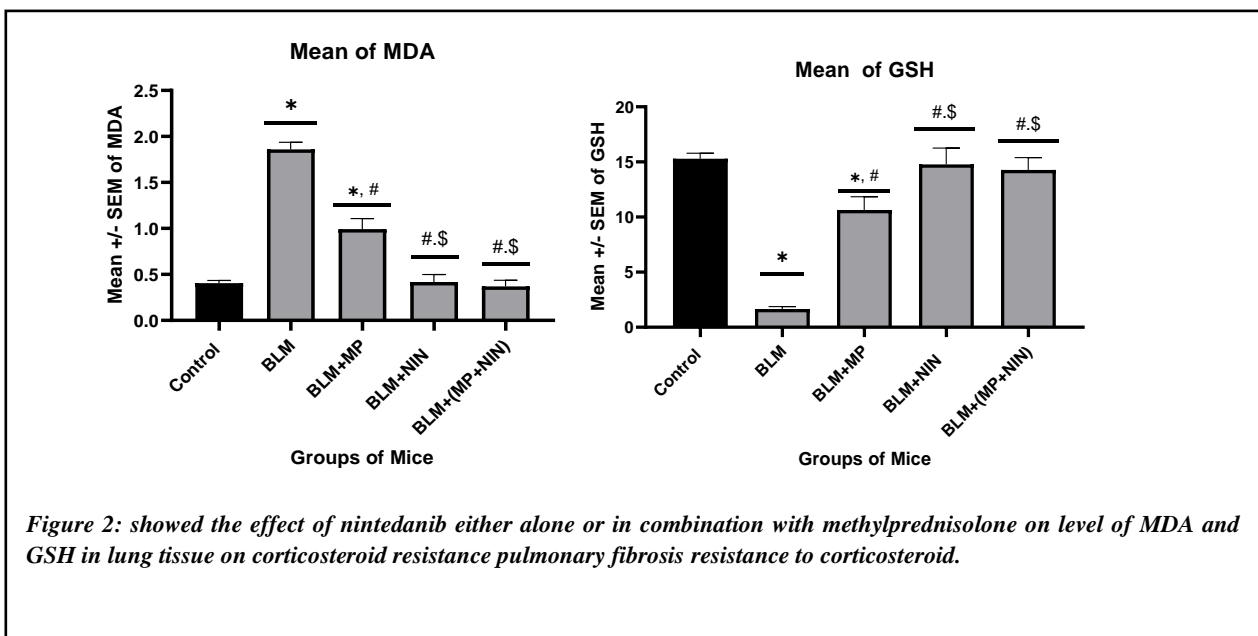 Mean of MDA
Mean +/- SEM of MDA
2.5
2.0
1.5
1.0
0.5
0.0
*
*, #
#.$
#.$
Control
BLM
BLM+MP
BLM+NIN
BLM+(MP+NIN)
Groups of Mice
Mean of GSH
Mean +/- SEM of GSH
20
15
10
5
0
*
*, #
#.$
#.$
Control
BLM
BLM+MP
BLM+NIN
BLM+(MP+NIN)
Groups of Mice
Figure 2: showed the effect of nintedanib either alone or in combination with methylprednisolone on level of MDA and
GSH in lung tissue on corticosteroid resistance pulmonary fibrosis resistance to corticosteroid.